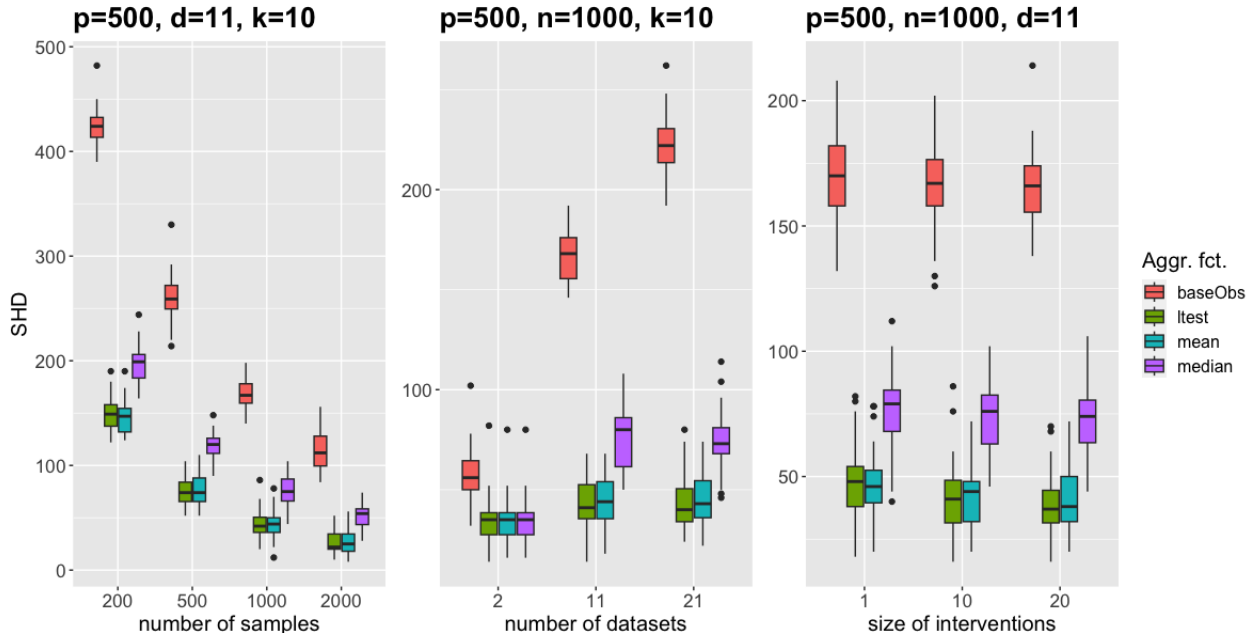 p=500, d=11, k=10
p=500, n=1000, k=10
p=500, n=1000, d=11
SHD
500
400
300
200
100
0
200 500 1000 2000
number of samples
200
100
2 11 21
number of datasets
200
150
100
50
1 10 20
size of interventions
Aggr. fct.
baseObs
ltest
mean
median